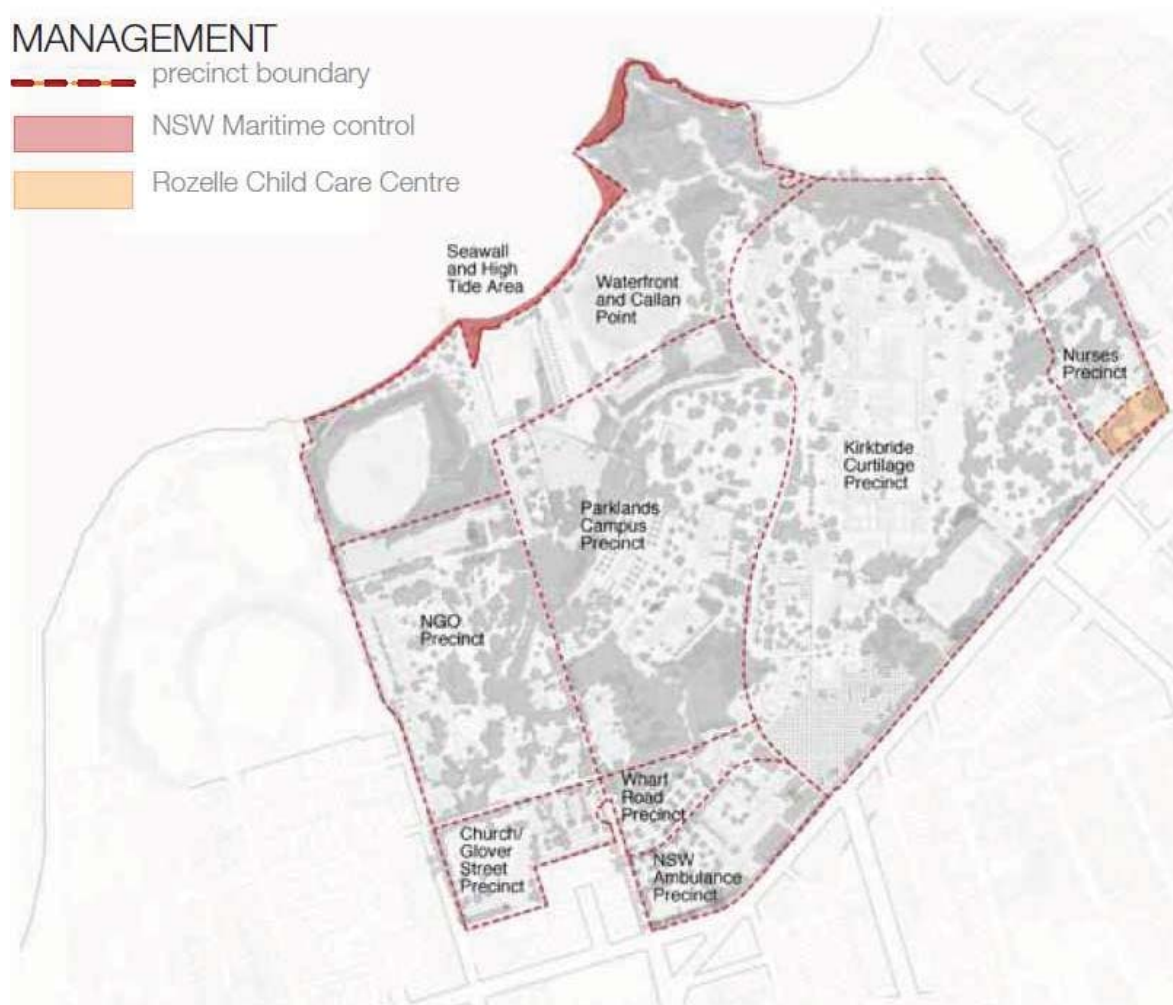 MANAGEMENT
precinct boundary
NSW Maritime control
Rozelle Child Care Centre
Seawall
and High
Tide Area
Waterfront
and Callan
Point
Nurses
Precinct
Kirkbride
Curtilage
Precinct
Parklands
Campus
Precinct
NGO
Precinct
Wharf
Road
Precinct
Church/
Glover
Street
Precinct
NSW
Ambulance
Precinct